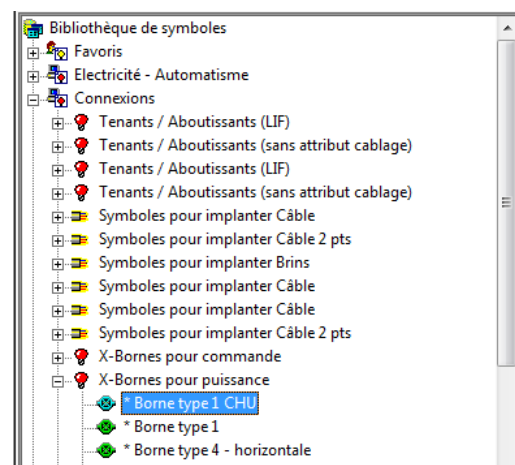 Bibliothèque de symboles
Favoris
Electricité - Automatisme
Connexions
Tenants / Aboutissants (LIF)
Tenants / Aboutissants (sans attribut cablage)
Tenants / Aboutissants (LIF)
Tenants / Aboutissants (sans attribut cablage)
Symboles pour implanter Câble
Symboles pour implanter Câble 2 pts
Symboles pour implanter Brins
Symboles pour implanter Câble
Symboles pour implanter Câble
Symboles pour implanter Câble 2 pts
X-Bornes pour commande
X-Bornes pour puissance
* Borne type 1 CHU
* Borne type 1
* Borne type 4 - horizontale